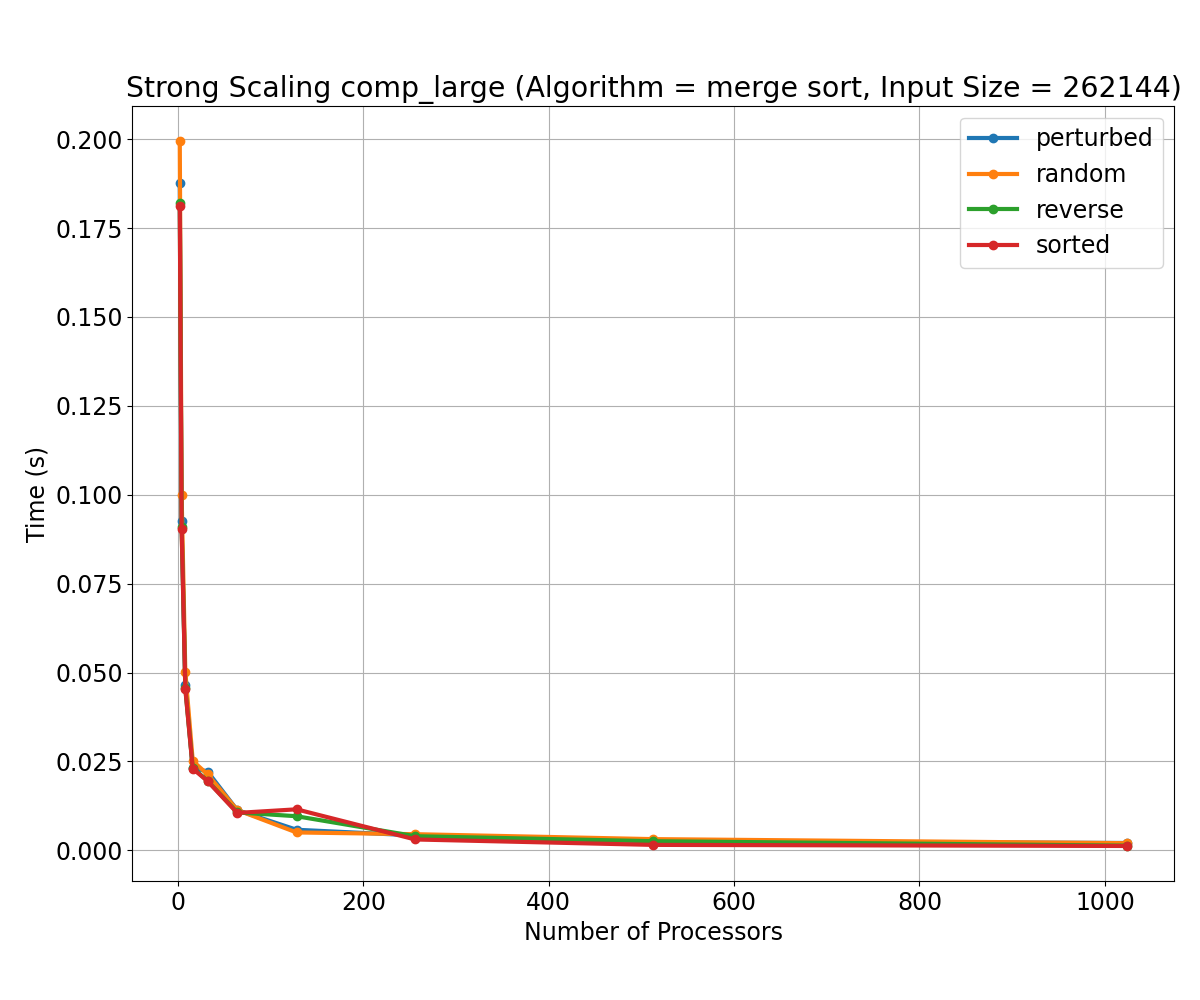 Strong Scaling comp_large (Algorithm = merge sort, Input Size = 262144)
perturbed
random
reverse
sorted
0.200
0.175
0.150
0.125
0.100
0.075
0.050
0.025
0.000
Time (s)
0 200 400 600 800 1000
Number of Processors